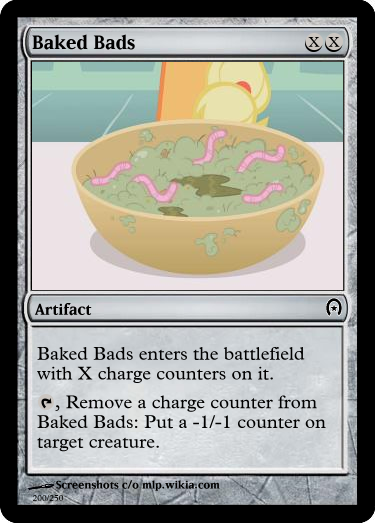 Baked Bads
X X
Artifact
Baked Bads enters the battlefield
with X charge counters on it.
, Remove a charge counter from
Baked Bads: Put a -1/-1 counter on
target creature.
Screenshots c/o mlp.wikia.com
200/250